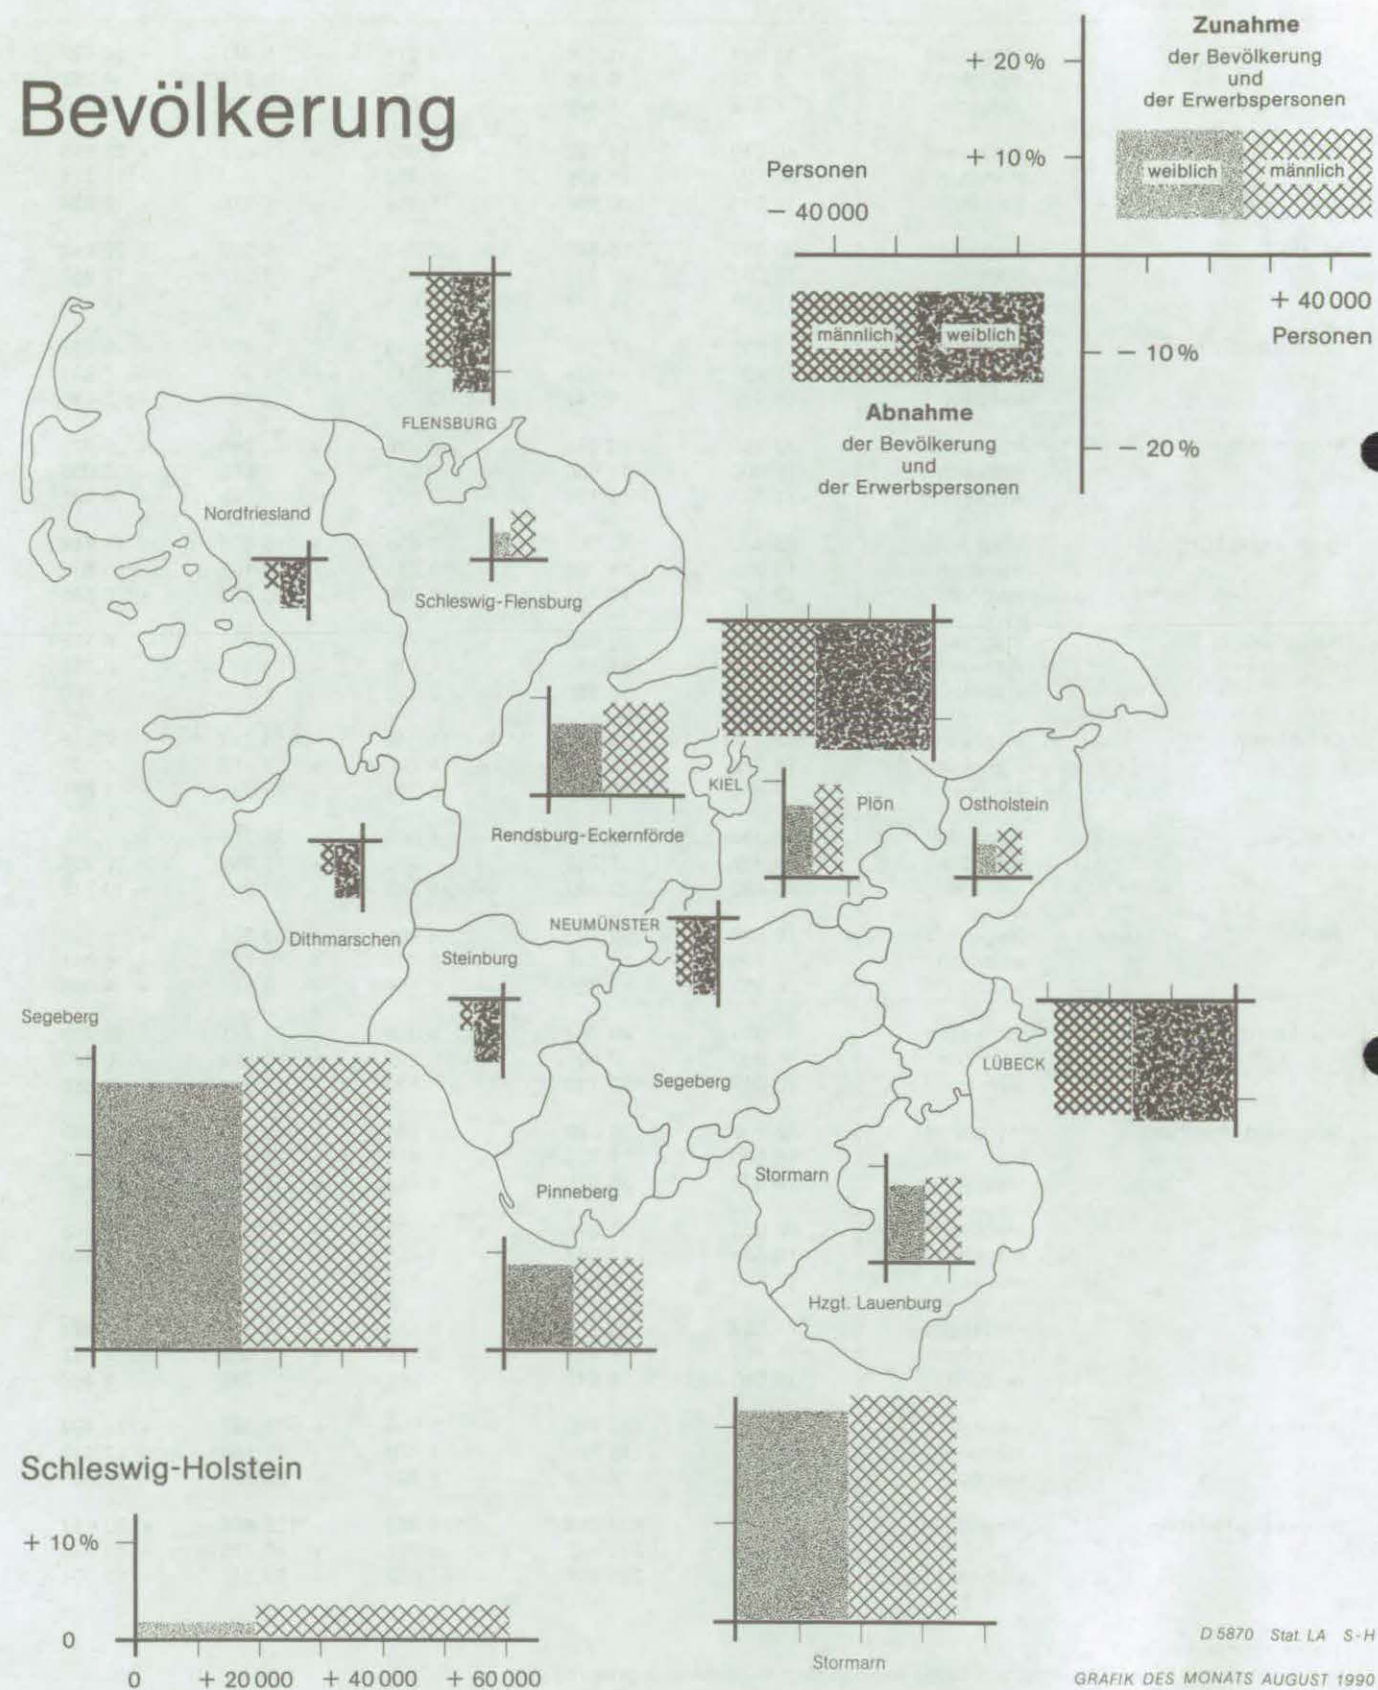 Bevölkerung
Zunahme
der Bevölkerung
und
der Erwerbspersonen
+ 20 %
+ 10 %
weiblich
männlich
Personen
− 40 000
+ 40 000
Personen
männlich
weiblich
− 10 %
− 20 %
Abnahme
der Bevölkerung
und
der Erwerbspersonen
FLENSBURG
Nordfriesland
Schleswig-Flensburg
KIEL
Plön
Ostholstein
Rendsburg-Eckernförde
Dithmarschen
NEUMÜNSTER
Steinburg
Segeberg
Segeberg
LÜBECK
Stormarn
Pinneberg
Hzgt. Lauenburg
Schleswig-Holstein
+ 10 %
0
0
+ 20 000
+ 40 000
+ 60 000
Stormarn
D 5870 Stat. LA S-H
GRAFIK DES MONATS AUGUST 1990